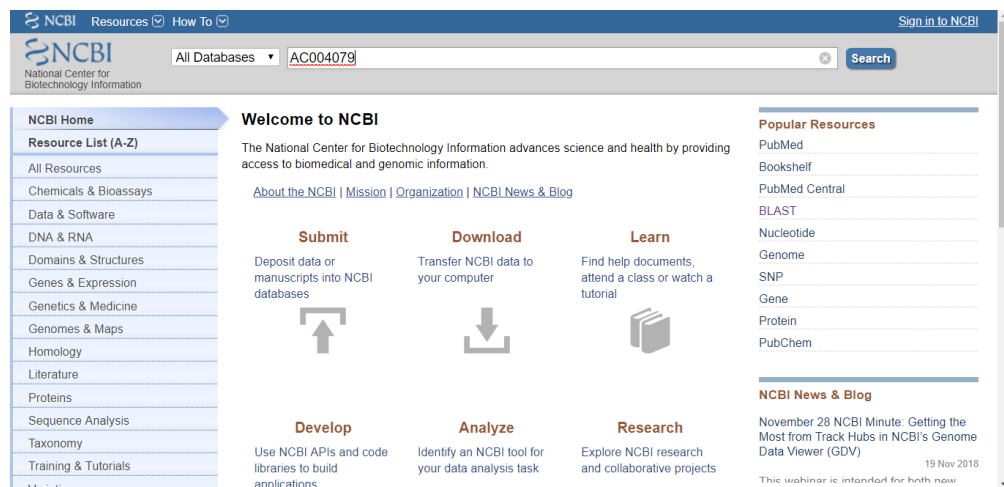 NCBI Resources How To Sign in to NCBI
NCBI
National Center for
Biotechnology Information
All Databases AC004079 Search
NCBI Home
Resource List (A-Z)
All Resources
Chemicals & Bioassays
Data & Software
DNA & RNA
Domains & Structures
Genes & Expression
Genetics & Medicine
Genomes & Maps
Homology
Literature
Proteins
Sequence Analysis
Taxonomy
Training & Tutorials
Welcome to NCBI
The National Center for Biotechnology Information advances science and health by providing
access to biomedical and genomic information.
About the NCBI | Mission | Organization | NCBI News & Blog
Submit
Deposit data or
manuscripts into NCBI
databases
Download
Transfer NCBI data to
your computer
Learn
Find help documents,
attend a class or watch a
tutorial
Develop
Use NCBI APIs and code
libraries to build
applications
Analyze
Identify an NCBI tool for
your data analysis task
Research
Explore NCBI research
and collaborative projects
Popular Resources
PubMed
Bookshelf
PubMed Central
BLAST
Nucleotide
Genome
SNP
Gene
Protein
PubChem
NCBI News & Blog
November 28 NCBI Minute: Getting the
Most from Track Hubs in NCBI's Genome
Data Viewer (GDV)
19 Nov 2018
This webinar is intended for both new